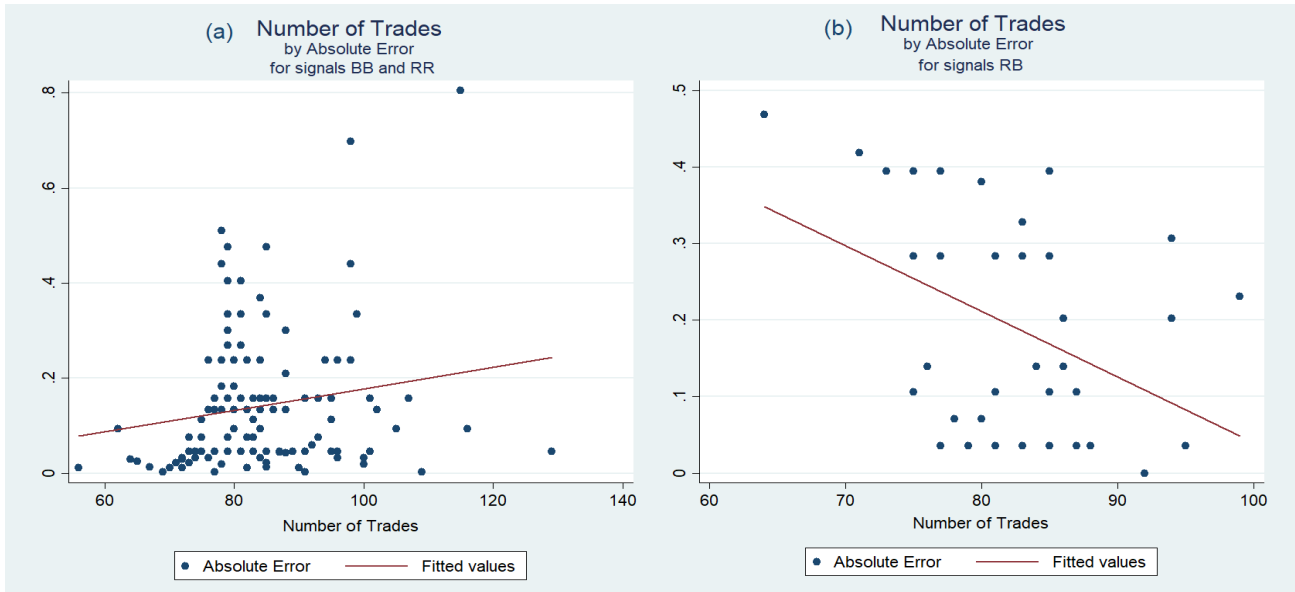 (a) Number of Trades
by Absolute Error
for signals BB and RR
.8
.6
.4
.2
0
60 80 100 120 140
Number of Trades
Absolute Error Fitted values
(b) Number of Trades
by Absolute Error
for signals RB
.5
.4
.3
.2
.1
0
60 70 80 90 100
Number of Trades
Absolute Error Fitted values